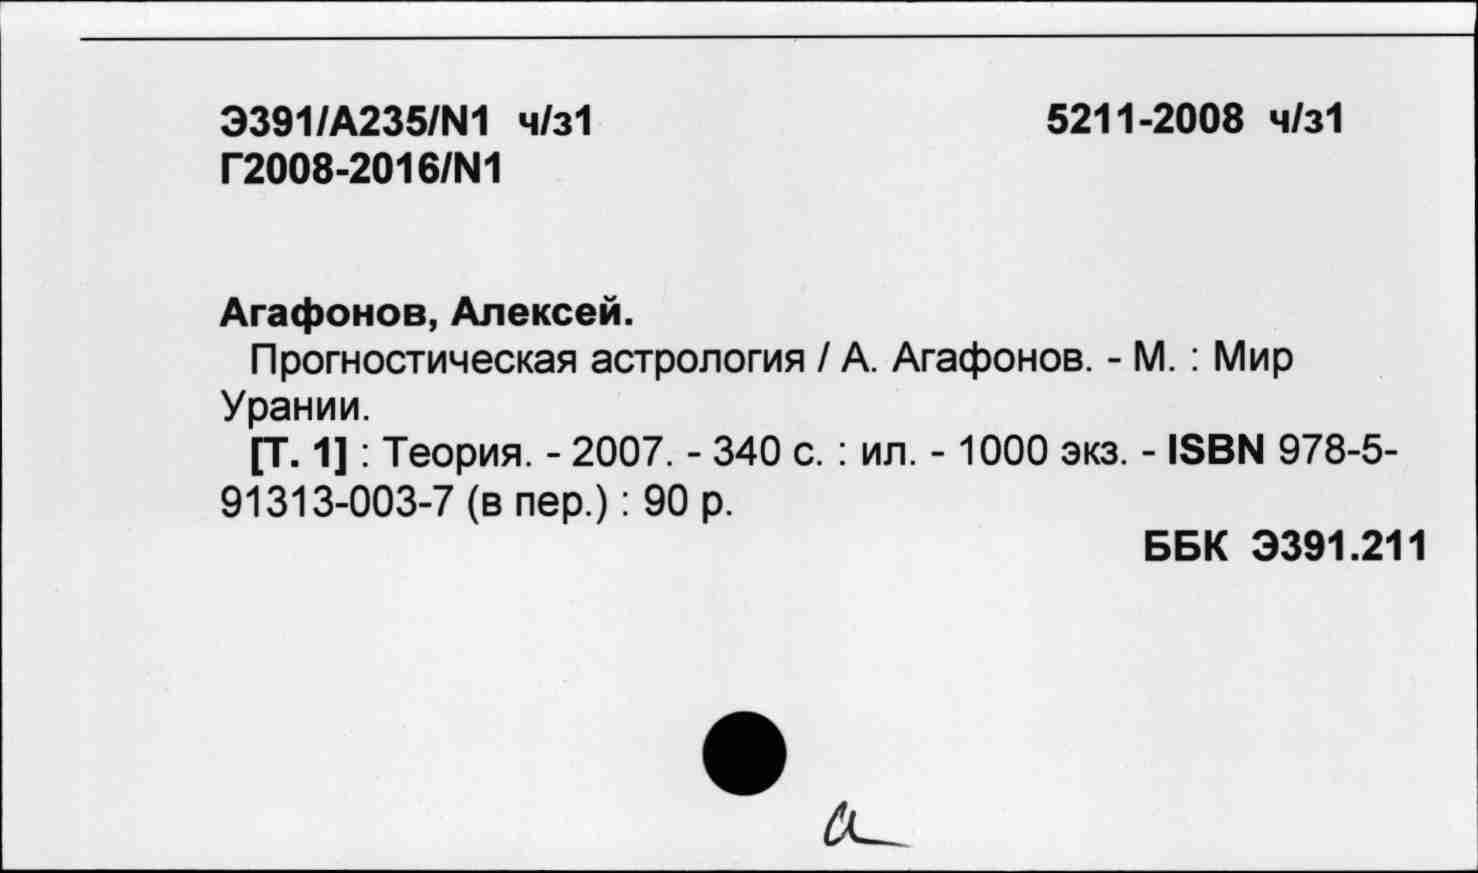 Э391/А235/N1 ч/з1 5211-2008 ч/з1
Г2008-2016/N1
Агафонов, Алексей.
Прогностическая астрология / А. Агафонов. - М. : Мир
Урании.
[Т. 1] : Теория. - 2007. - 340 с. : ил. - 1000 экз. - ISBN 978-5-
91313-003-7 (в пер.) : 90 р.
ББК Э391.211
а